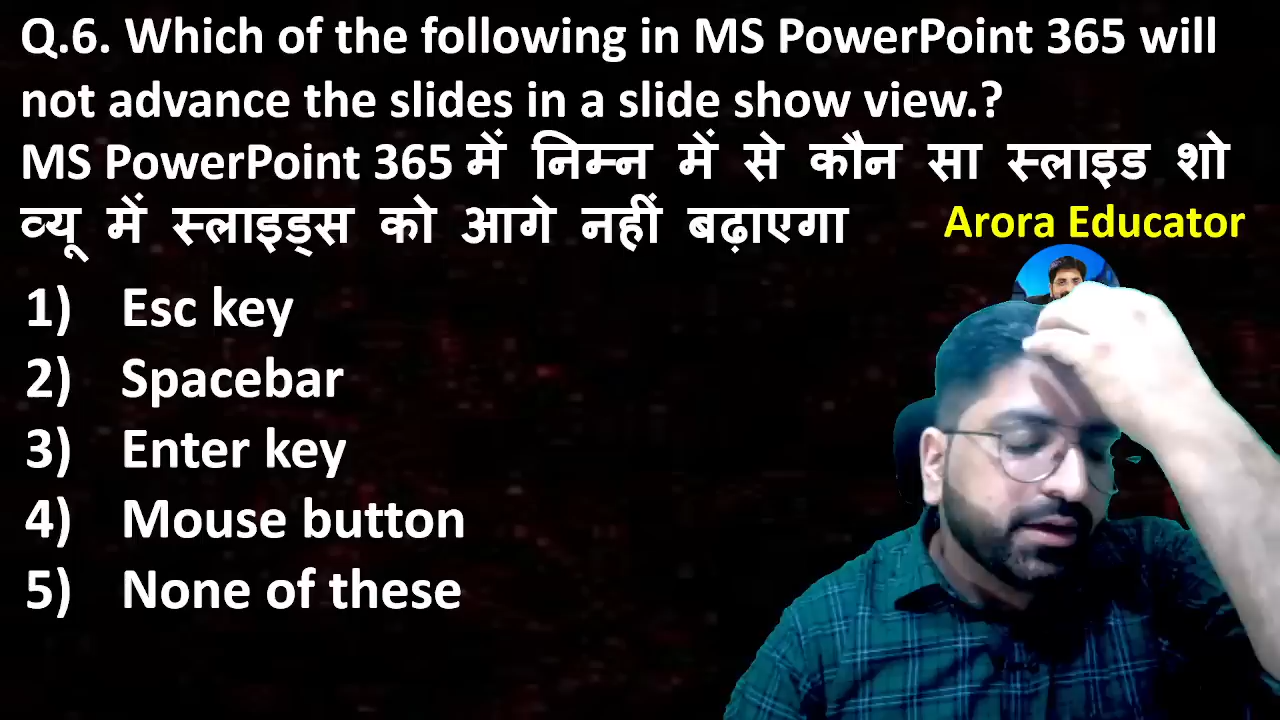 Q.6. Which of the following in MS PowerPoint 365 will
not advance the slides in a slide show view.?
MS PowerPoint 365 में निम्न में से कौन सा स्लाइड शो
व्यू में स्लाइड्स को आगे नहीं बढ़ाएगा
Arora Educator
1) Esc key
2) Spacebar
3) Enter key
4) Mouse button
5) None of these